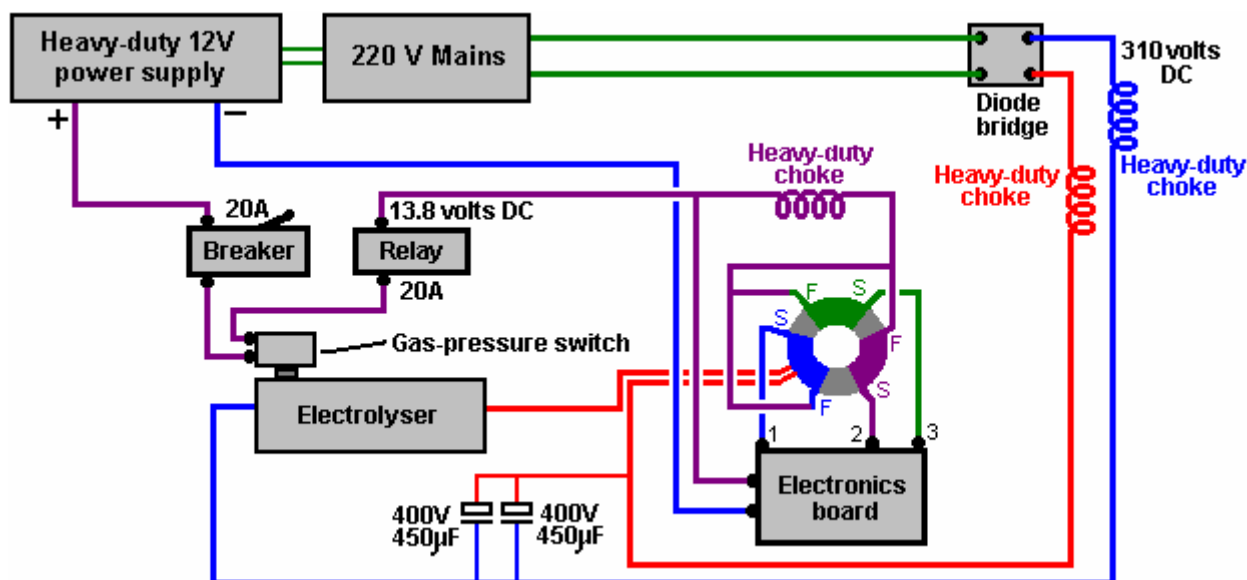 Heavy-duty 12V
power supply
220 V Mains
310 volts
DC
Diode
bridge
+
–
Heavy-duty
choke
Heavy-duty
choke
Heavy-duty
choke
20A
13.8 volts DC
Breaker
Relay
20A
F
S
S
F
S
F
Gas-pressure switch
Electrolyser
1
2
3
Electronics
board
400V
450µF
400V
450µF